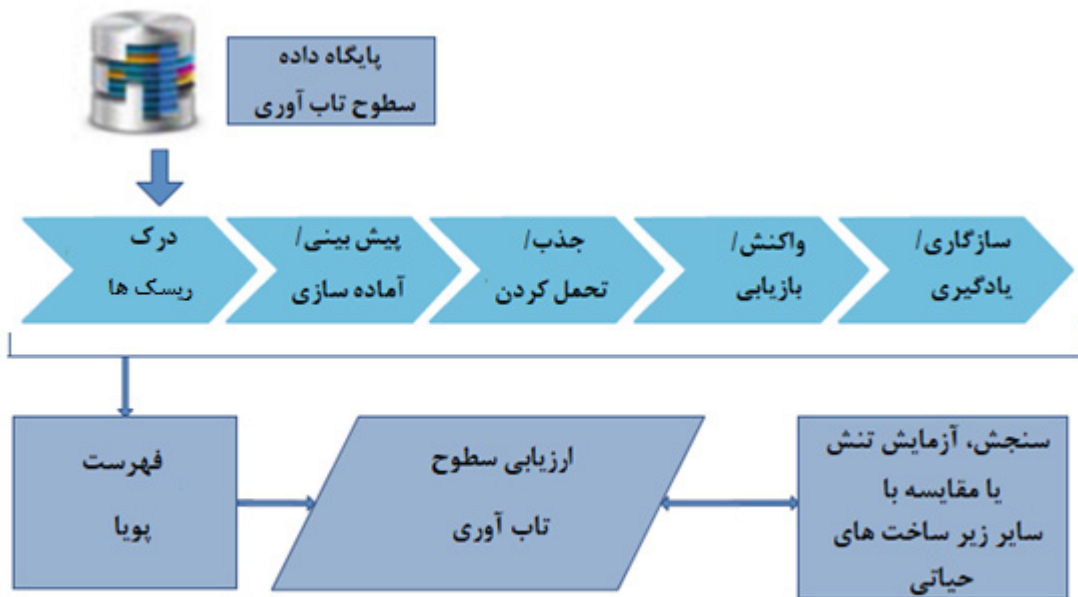 پایگاه داده
سطوح تاب آوری
درک
ریسک ها
پیش بینی/
آماده سازی
جذب/
تحمل کردن
واکنش/
بازیابی
سازگاری/
یادگیری
فهرست
پویا
ارزیابی سطوح
تاب آوری
سنجش، آزمایش تنش
یا مقایسه با
سایر زیر ساخت های
حیاتی